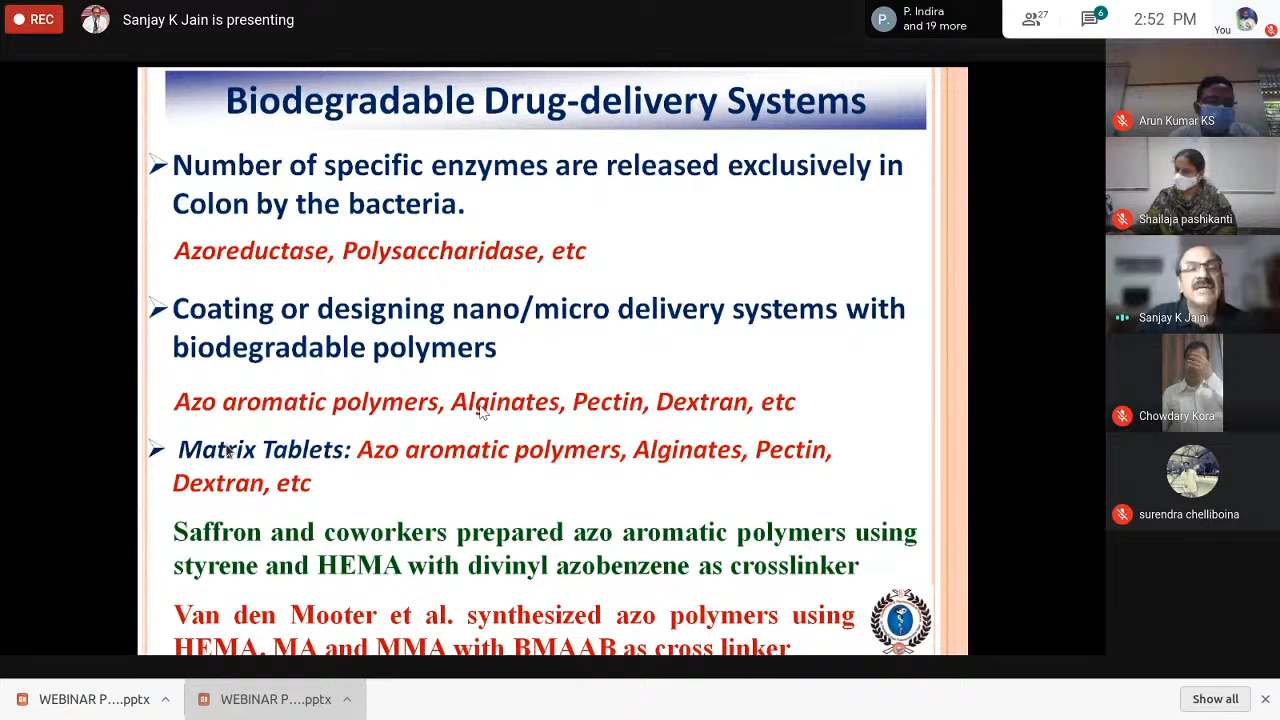 REC
Sanjay K Jain is presenting
P.
P. Indira
and 19 more
27
6
2:52 PM
You
Biodegradable Drug-delivery Systems
Number of specific enzymes are released exclusively in
Colon by the bacteria.
Azoreductase, Polysaccharidase, etc
Coating or designing nano/micro delivery systems with
biodegradable polymers
Azo aromatic polymers, Alginates, Pectin, Dextran, etc
Matrix Tablets: Azo aromatic polymers, Alginates, Pectin,
Dextran, etc
Saffron and coworkers prepared azo aromatic polymers using
styrene and HEMA with divinyl azobenzene as crosslinker
Van den Mooter et al. synthesized azo polymers using
HEMA, MA and MMA with BMAAB as cross linker
Arun Kumar KS
Shailaja pashikanti
Sanjay K Jain
Chowdary Kora
surendra chelliboina
WEBINAR P....pptx
WEBINAR P....pptx
Show all